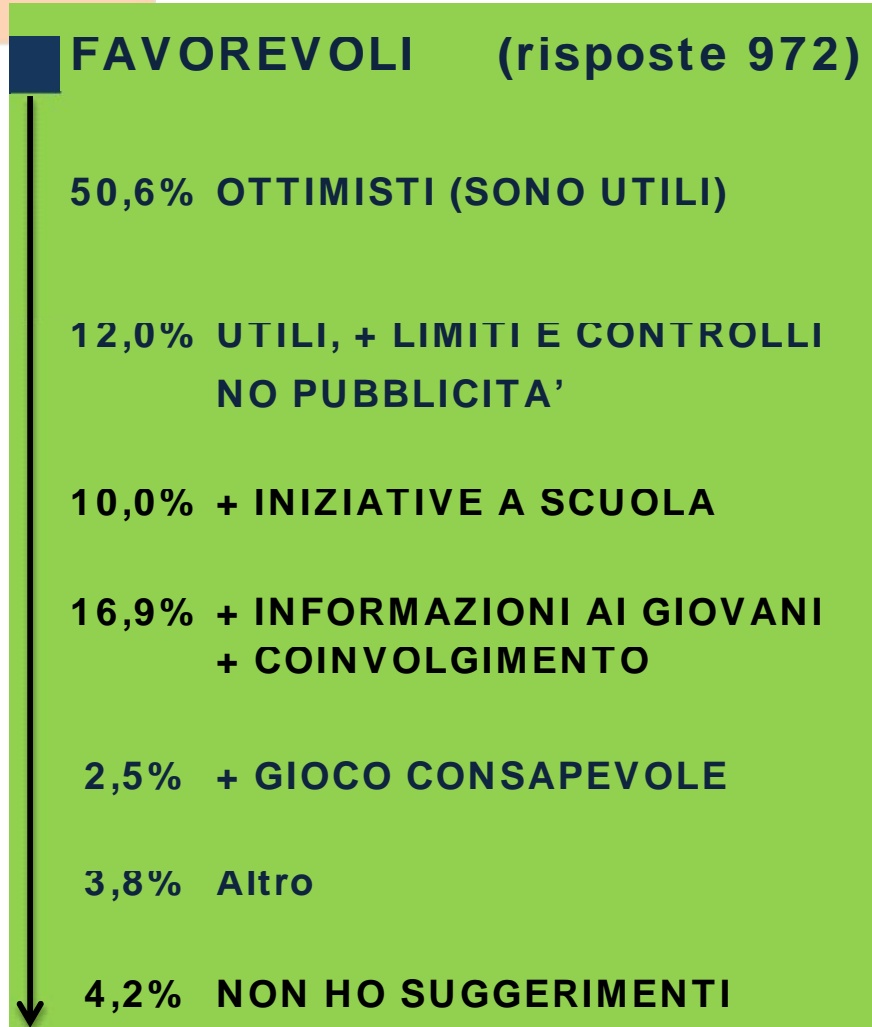 FAVOREVOLI (risposte 972)
50,6% OTTIMISTI (SONO UTILI)
12,0% UTILI, + LIMITI E CONTROLLI
NO PUBBLICITA’
10,0% + INIZIATIVE A SCUOLA
16,9% + INFORMAZIONI AI GIOVANI
+ COINVOLGIMENTO
2,5% + GIOCO CONSAPEVOLE
3,8% Altro
4,2% NON HO SUGGERIMENTI